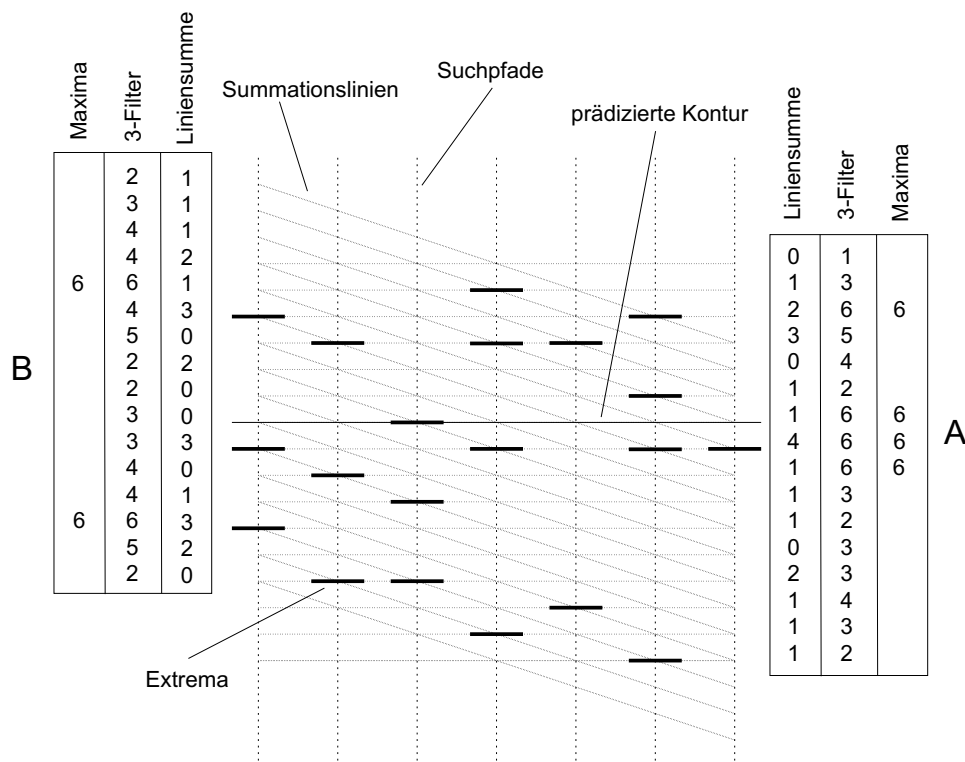 Maxima 3-Filter Liniensumme
Summationslinien
Suchpfade
prädizierte Kontur
Liniensumme 3-Filter Maxima
2 1
3 1
4 1
4 2
6 6 1
4 3
5 0
2 2
2 0
3 0
3 3
4 0
4 1
6 6 3
5 2
2 0
B
0 1
1 3
2 6 6
3 5
0 4
1 2
1 6 6
4 6 6
1 6 6
1 3
1 2
0 3
2 3
1 4
1 3
1 2
A
Extrema